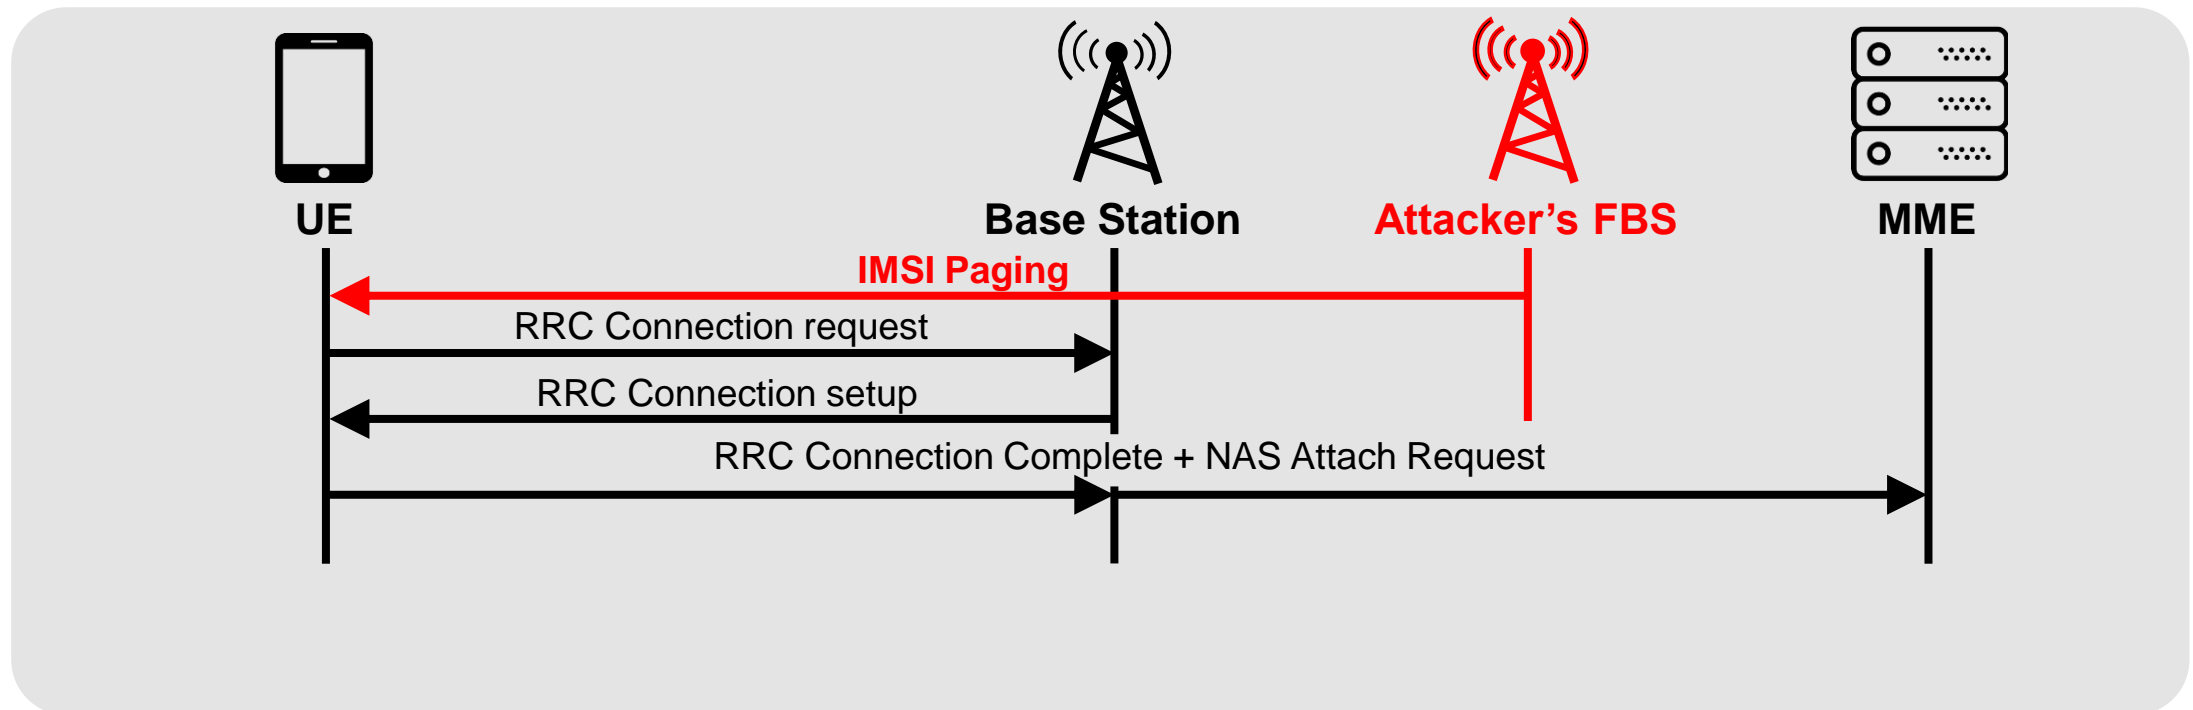 UE
Base Station
Attacker's FBS
MME
IMSI Paging
RRC Connection request
RRC Connection setup
RRC Connection Complete + NAS Attach Request